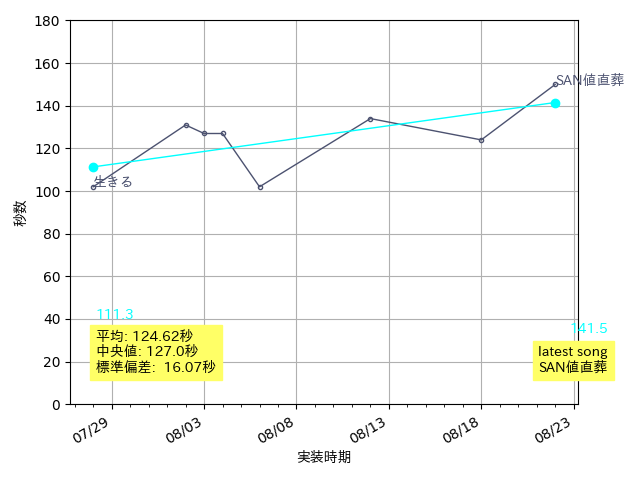 180
160
140
120
100
80
60
40
20
0
秒数
SAN値直葬
生きる
111.3
141.5
平均: 124.62秒
中央値: 127.0秒
標準偏差: 16.07秒
latest song
SAN値直葬
07/29
08/03
08/08
08/13
08/18
08/23
実装時期